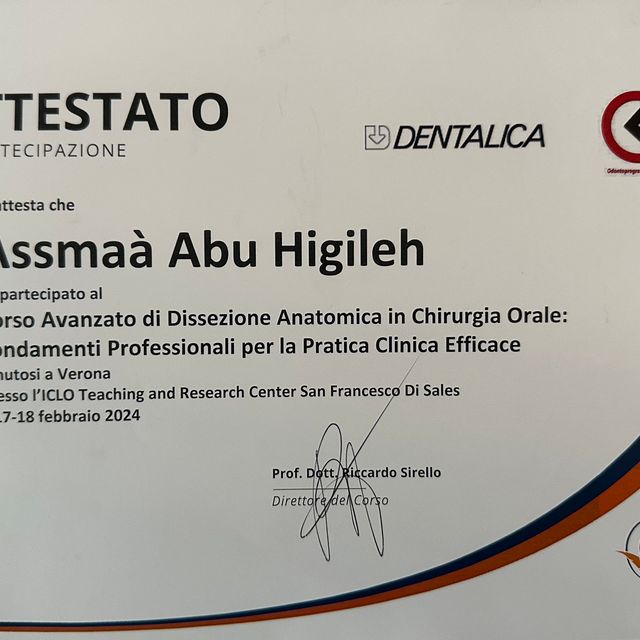 TTESTATO
TECIPAZIONE
DENTALICA
Odontoprogra
attesta che
Assmaà Abu Higileh
partecipato al
orso Avanzato di Dissezione Anatomica in Chirurgia Orale:
ondamenti Professionali per la Pratica Clinica Efficace
nutosi a Verona
esso l'ICLO Teaching and Research Center San Francesco Di Sales
17-18 febbraio 2024
Prof. Dott. Riccardo Sirello
Direttore del Corso